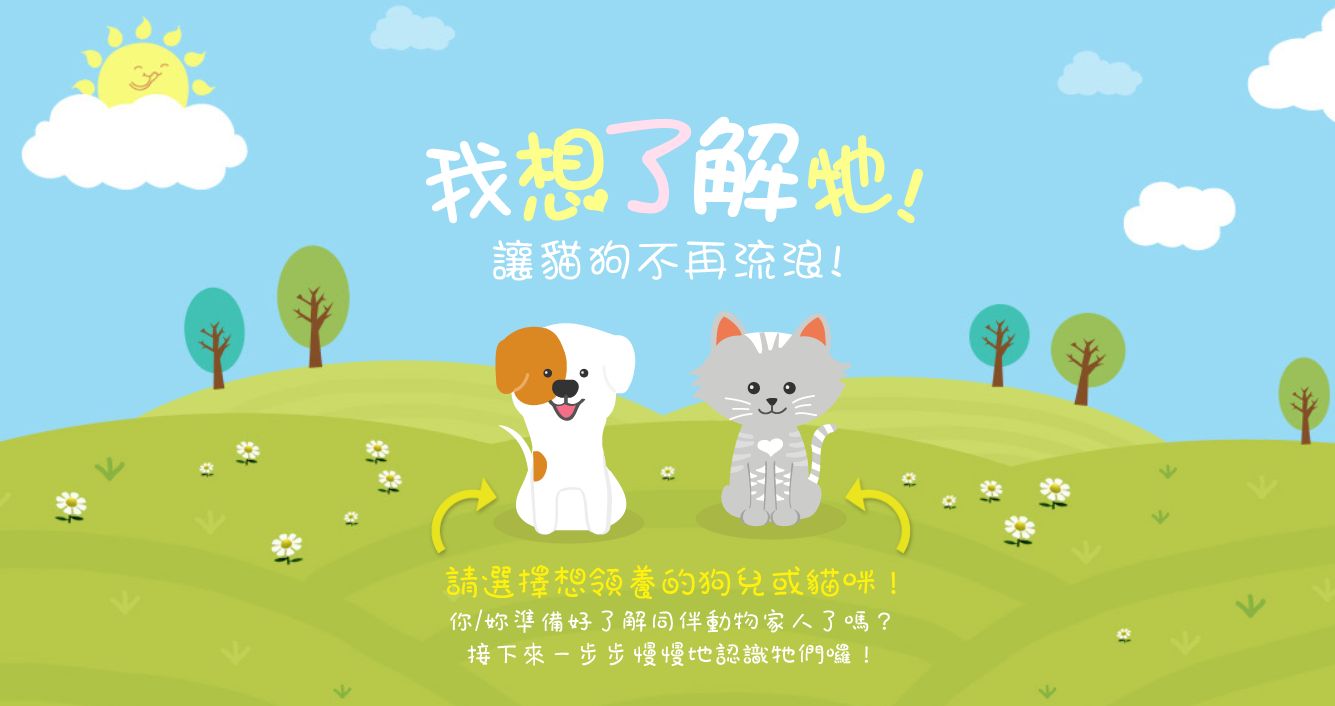 我想了解牠!
讓貓狗不再流浪!
請選擇想領養的狗兒或貓咪!
你/妳準備好了解同伴動物家人了嗎?
接下來一步步慢慢地認識牠們囉!